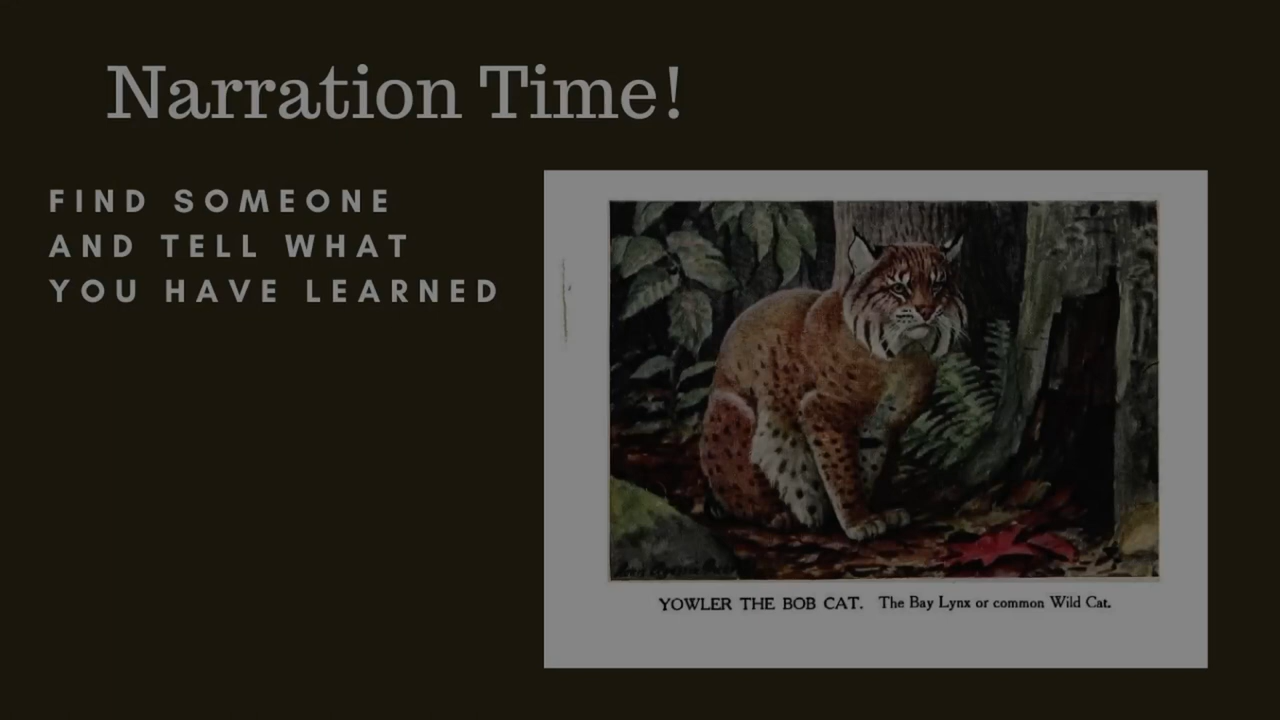 Narration Time!
FIND SOMEONE
AND TELL WHAT
YOU HAVE LEARNED
YOWLER THE BOB CAT. The Bay Lynx or common Wild Cat.